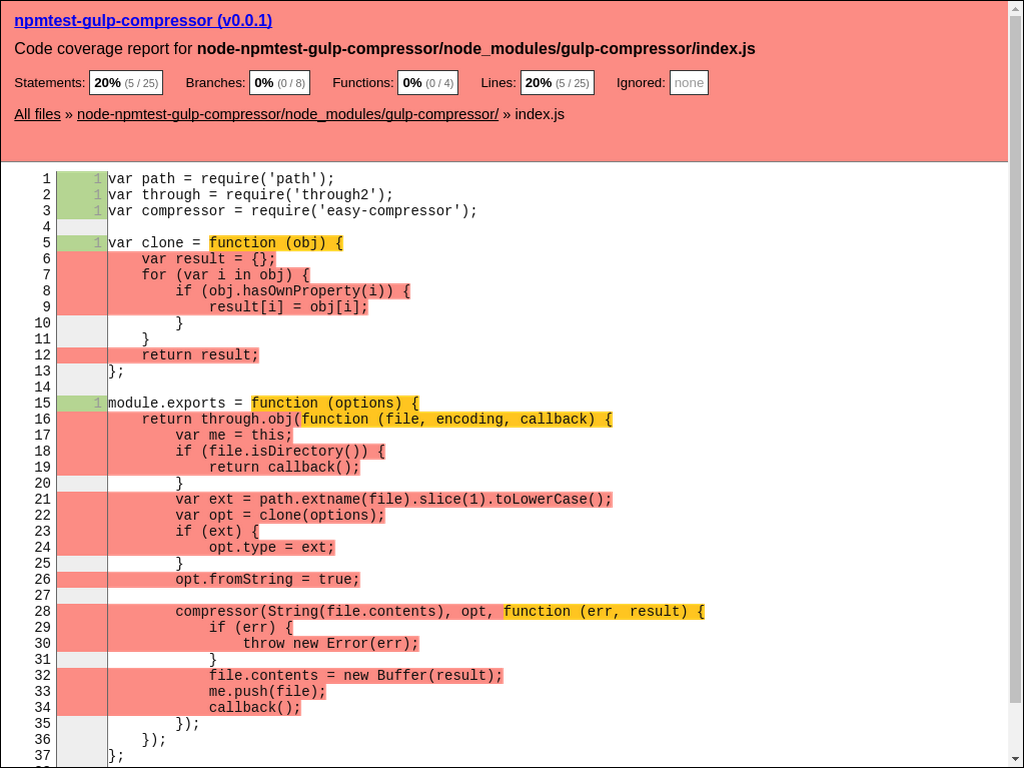 npmtest-gulp-compressor (v0.0.1)
Code coverage report for node-npmtest-gulp-compressor/node_modules/gulp-compressor/index.js
Statements: 20% (5 / 25) Branches: 0% (0 / 8) Functions: 0% (0 / 4) Lines: 20% (5 / 25) Ignored: none
All files » node-npmtest-gulp-compressor/node_modules/gulp-compressor/ » index.js
1 1 var path = require('path');
2 1 var through = require('through2');
3 1 var compressor = require('easy-compressor');
4
5 1 var clone = function (obj) {
6     var result = {};
7     for (var i in obj) {
8         if (obj.hasOwnProperty(i)) {
9             result[i] = obj[i];
10         }
11     }
12     return result;
13 };
14
15 1 module.exports = function (options) {
16     return through.obj(function (file, encoding, callback) {
17         var me = this;
18         if (file.isDirectory()) {
19             return callback();
20         }
21         var ext = path.extname(file).slice(1).toLowerCase();
22         var opt = clone(options);
23         if (ext) {
24             opt.type = ext;
25         }
26         opt.fromString = true;
27
28         compressor(String(file.contents), opt, function (err, result) {
29             if (err) {
30                 throw new Error(err);
31             }
32             file.contents = new Buffer(result);
33             me.push(file);
34             callback();
35         });
36     });
37 };